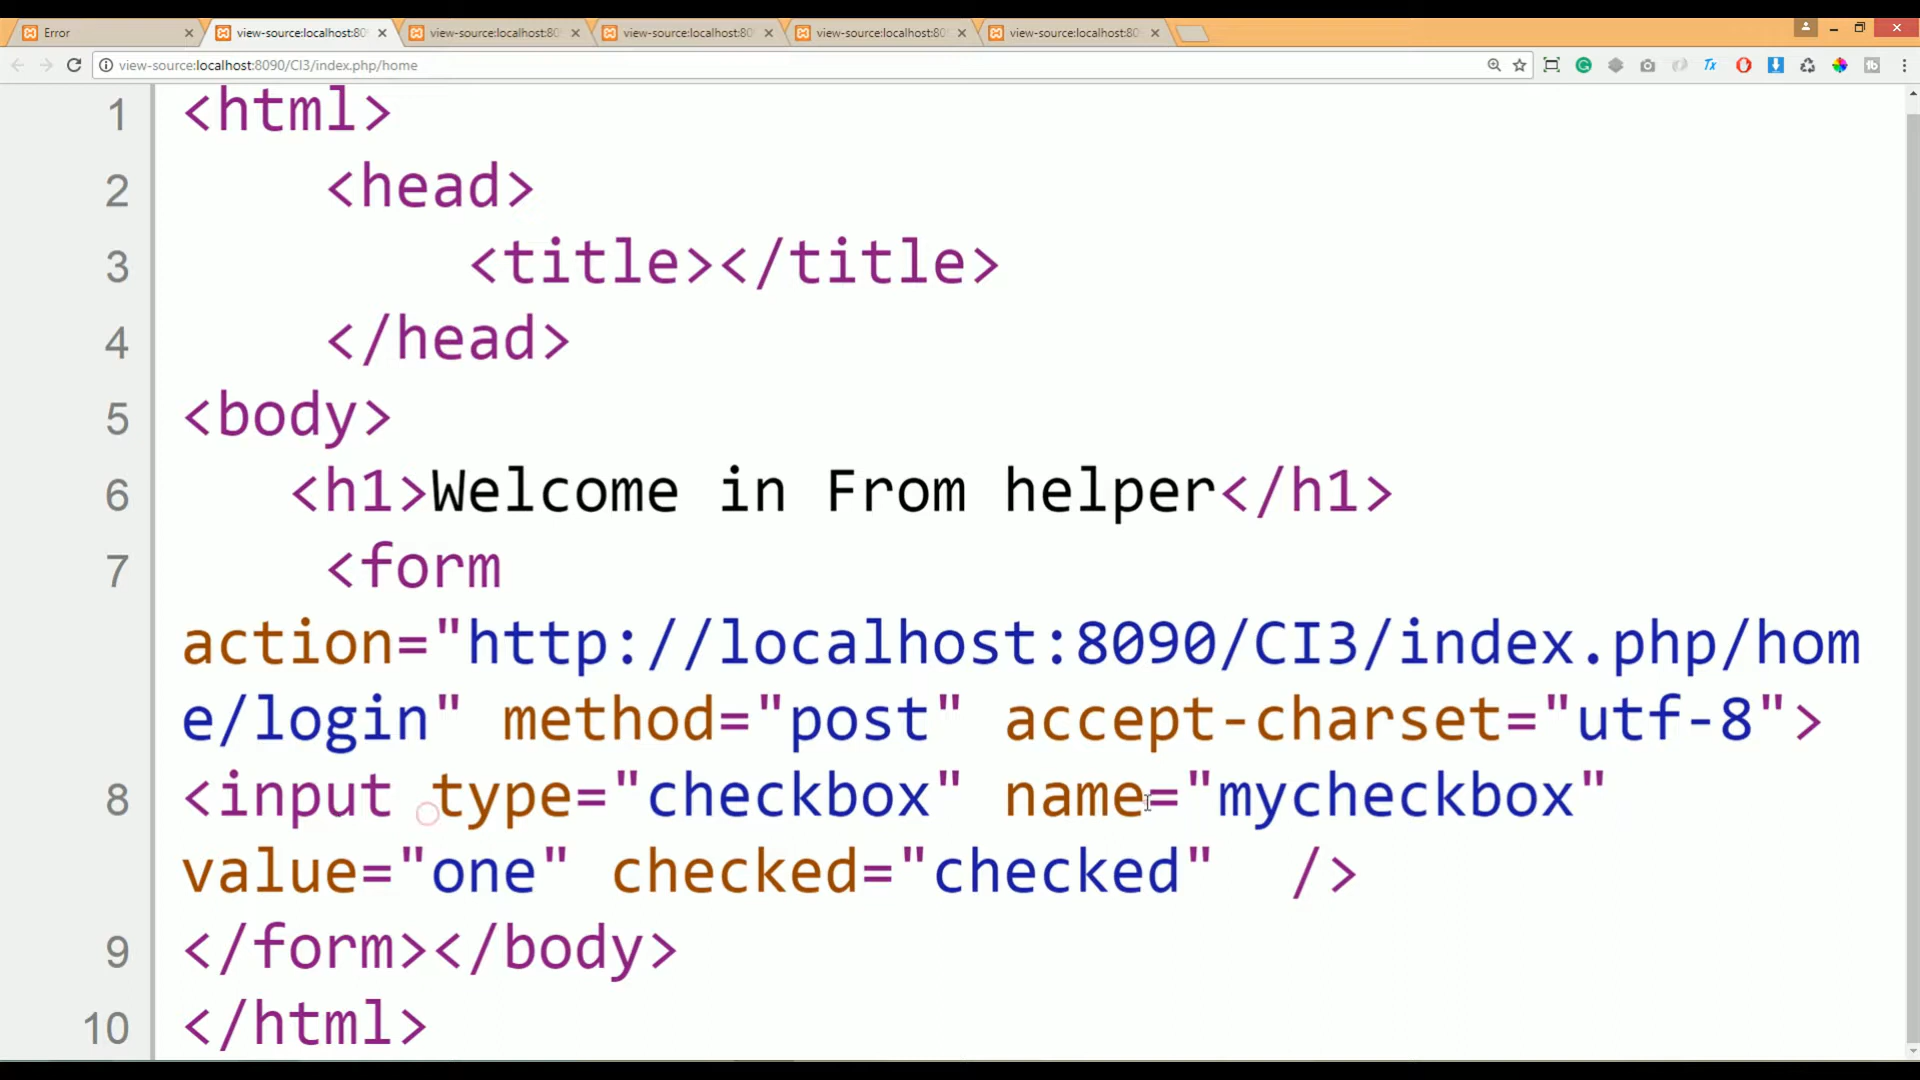 Error
view-source:localhost:809
view-source:localhost:80
view-source:localhost:80
view-source:localhost:80
view-source:localhost:80
view-source:localhost:8090/CI3/index.php/home
1 <html>
2 <head>
3 <title></title>
4 </head>
5 <body>
6 <h1>Welcome in From helper</h1>
7 <form
action="http://localhost:8090/CI3/index.php/hom
e/login" method="post" accept-charset="utf-8">
8 <input type="checkbox" name="mycheckbox"
value="one" checked="checked" />
9 </form></body>
10 </html>